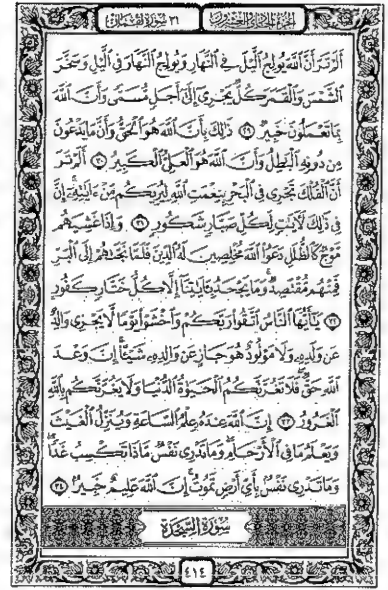 الجزء الحادي والعشرون
٣١ سورة لقمان
أَلَمْ تَرَ أَنَّ ٱللَّهَ يُولِجُ ٱلَّيْلَ فِي ٱلنَّهَارِ وَيُولِجُ ٱلنَّهَارَ فِي ٱلَّيْلِ وَسَخَّرَ
ٱلشَّمْسَ وَٱلْقَمَرَ كُلٌّ يَجْرِىٓ إِلَىٰٓ أَجَلٍ مُّسَمًّى وَأَنَّ ٱللَّهَ
بِمَا تَعْمَلُونَ خَبِيرٌ ٢٩ ذَٰلِكَ بِأَنَّ ٱللَّهَ هُوَ ٱلْحَقُّ وَأَنَّ مَا يَدْعُونَ
مِن دُونِهِ ٱلْبَٰطِلُ وَأَنَّ ٱللَّهَ هُوَ ٱلْعَلِىُّ ٱلْكَبِيرُ ٣٠ أَلَمْ تَرَ
أَنَّ ٱلْفُلْكَ تَجْرِى فِي ٱلْبَحْرِ بِنِعْمَتِ ٱللَّهِ لِيُرِيَكُم مِّنْ ءَايَٰتِهِۦٓ إِنَّ
فِي ذَٰلِكَ لَءَايَٰتٍ لِّكُلِّ صَبَّارٍ شَكُورٍ ٣١ وَإِذَا غَشِيَهُم
مَّوْجٌ كَٱلظُّلَلِ دَعَوُا۟ ٱللَّهَ مُخْلِصِينَ لَهُ ٱلدِّينَ فَلَمَّا نَجَّىٰهُمْ إِلَى ٱلْبَرِّ
فَمِنْهُم مُّقْتَصِدٌ وَمَا يَجْحَدُ بِـَٔايَٰتِنَآ إِلَّا كُلُّ خَتَّارٍ كَفُورٍ
٣٢ يَٰٓأَيُّهَا ٱلنَّاسُ ٱتَّقُوا۟ رَبَّكُمْ وَٱخْشَوْا۟ يَوْمًا لَّا يَجْزِى وَالِدٌ
عَن وَلَدِهِۦ وَلَا مَوْلُودٌ هُوَ جَازٍ عَن وَالِدِهِۦ شَيْـًٔا إِنَّ وَعْدَ
ٱللَّهِ حَقٌّ فَلَا تَغُرَّنَّكُمُ ٱلْحَيَوٰةُ ٱلدُّنْيَا وَلَا يَغُرَّنَّكُم بِٱللَّهِ
ٱلْغَرُورُ ٣٣ إِنَّ ٱللَّهَ عِندَهُۥ عِلْمُ ٱلسَّاعَةِ وَيُنَزِّلُ ٱلْغَيْثَ
وَيَعْلَمُ مَا فِي ٱلْأَرْحَامِ وَمَا تَدْرِى نَفْسٌ مَّاذَا تَكْسِبُ غَدًا
وَمَا تَدْرِى نَفْسٌۢ بِأَىِّ أَرْضٍ تَمُوتُ إِنَّ ٱللَّهَ عَلِيمٌ خَبِيرٌۢ ٣٤
سُورَةُ السَّجْدَةِ
٤١٤